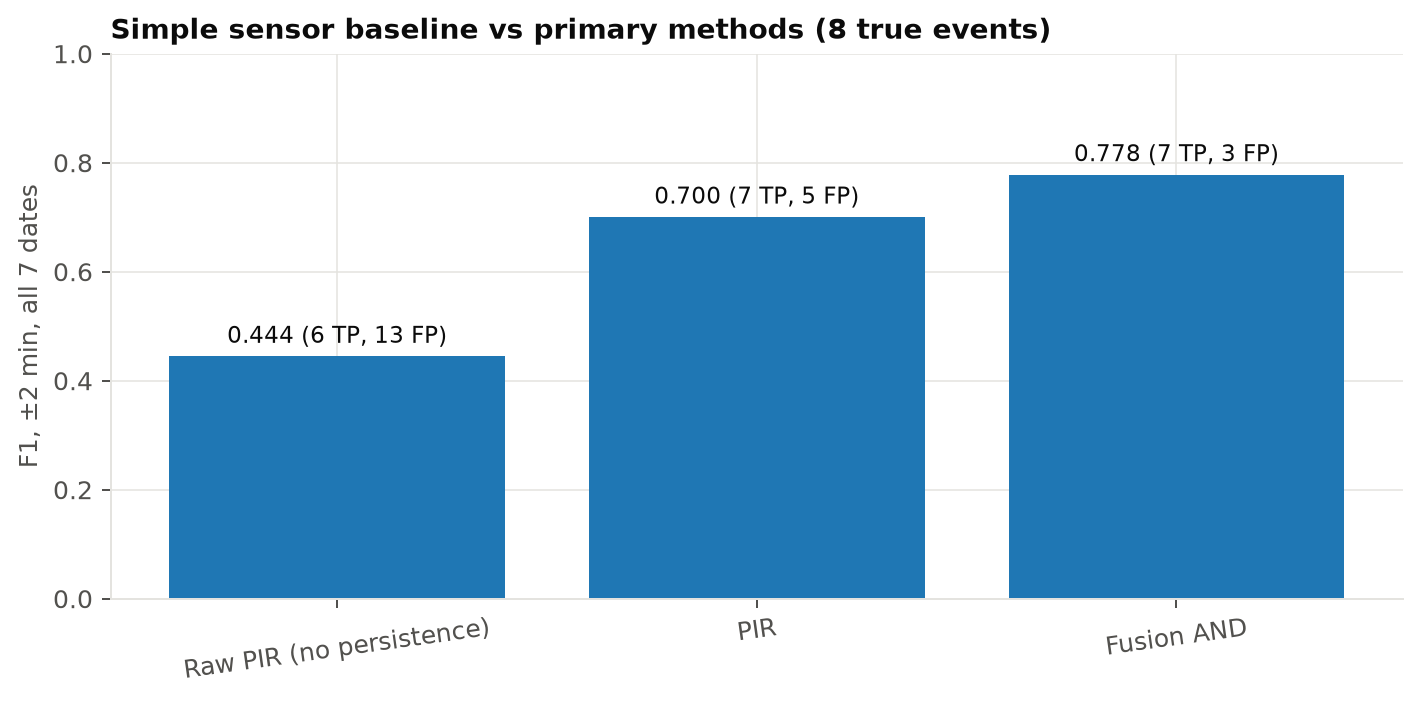 Simple sensor baseline vs primary methods (8 true events)
F1, ±2 min, all 7 dates
1.0
0.8
0.6
0.4
0.2
0.0
0.444 (6 TP, 13 FP)
0.700 (7 TP, 5 FP)
0.778 (7 TP, 3 FP)
Raw PIR (no persistence)
PIR
Fusion AND